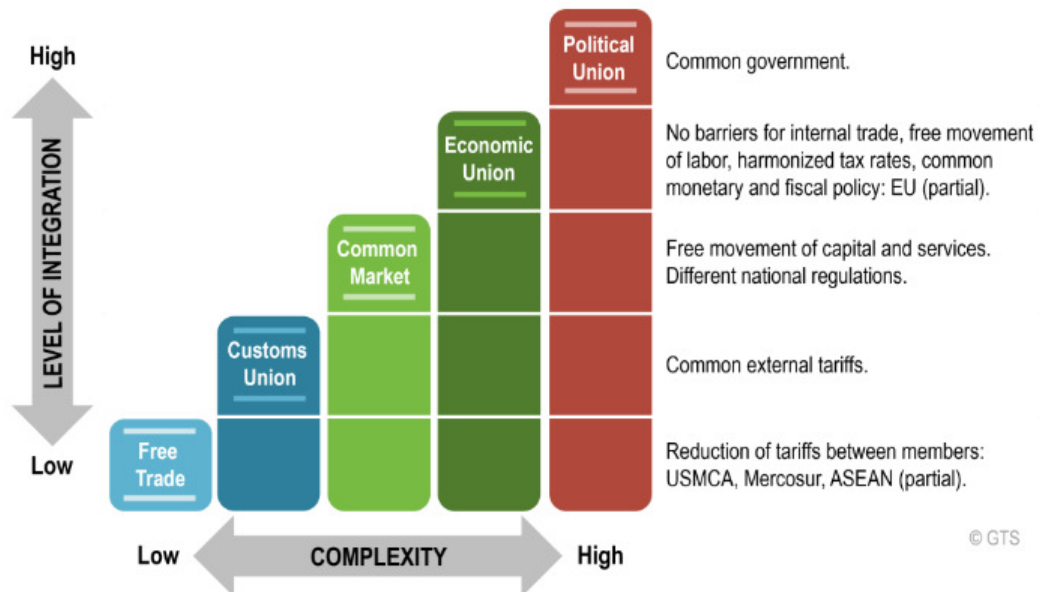 High
LEVEL OF INTEGRATION
Low
Political
Union
Common government.
Economic
Union
No barriers for internal trade, free movement
of labor, harmonized tax rates, common
monetary and fiscal policy: EU (partial).
Common
Market
Free movement of capital and services.
Different national regulations.
Customs
Union
Common external tariffs.
Free
Trade
Reduction of tariffs between members:
USMCA, Mercosur, ASEAN (partial).
Low
COMPLEXITY
High
© GTS